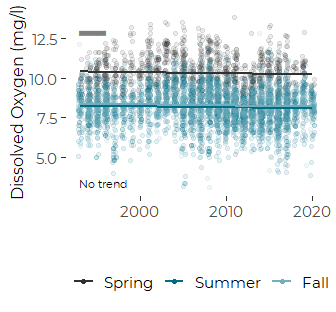 Dissolved Oxygen (mg/l)
12.5
10.0
7.5
5.0
No trend
2000 2010 2020
Spring Summer Fall